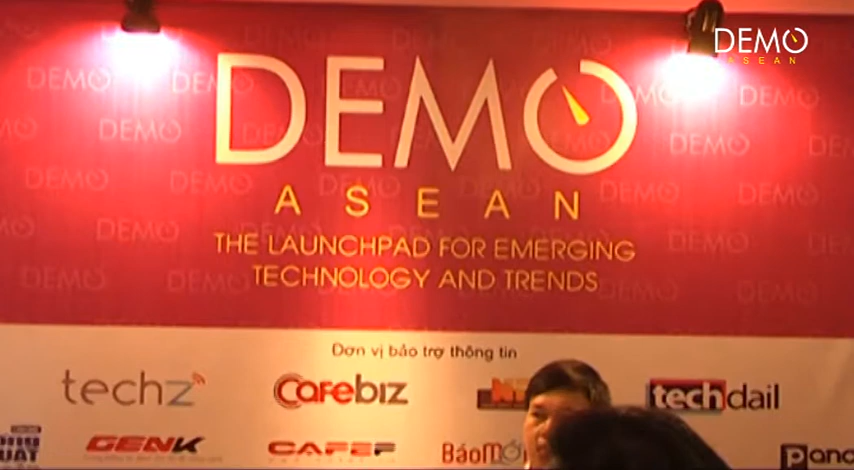 DEMO
ASEAN
DEMO
ASEAN
THE LAUNCHPAD FOR EMERGING
TECHNOLOGY AND TRENDS
Đơn vị bảo trợ thông tin
techz
CAFEBIZ
techdail
GENK
CAFEF
BÁOMỚI